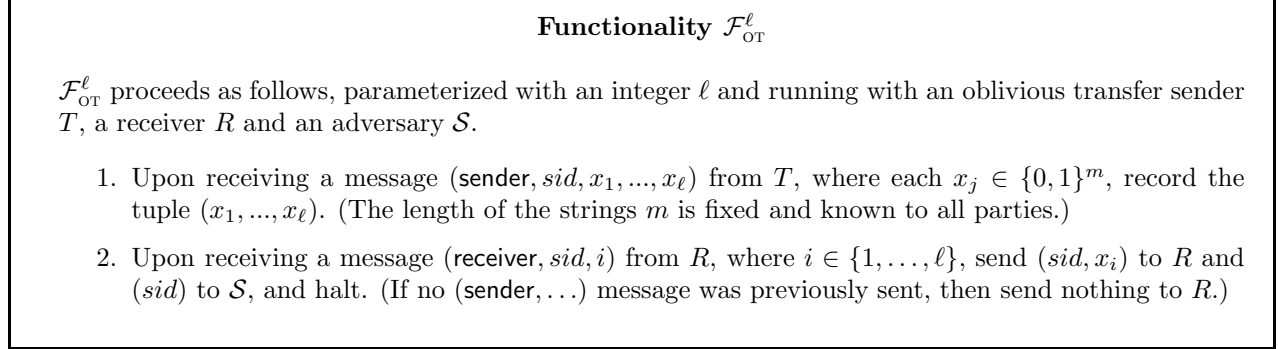 Functionality $\mathcal{F}_{\mathrm{OT}}^{\ell}$
$\mathcal{F}_{\mathrm{OT}}^{\ell}$ proceeds as follows, parameterized with an integer $\ell$ and running with an oblivious transfer sender
$T$, a receiver $R$ and an adversary $\mathcal{S}$.
1. Upon receiving a message (sender, $sid, x_1, ..., x_\ell$) from $T$, where each $x_j \in \{0,1\}^m$, record the
tuple $(x_1, ..., x_\ell)$. (The length of the strings $m$ is fixed and known to all parties.)
2. Upon receiving a message (receiver, $sid, i$) from $R$, where $i \in \{1, \ldots, \ell\}$, send $(sid, x_i)$ to $R$ and
$(sid)$ to $\mathcal{S}$, and halt. (If no (sender, $\ldots$) message was previously sent, then send nothing to $R$.)